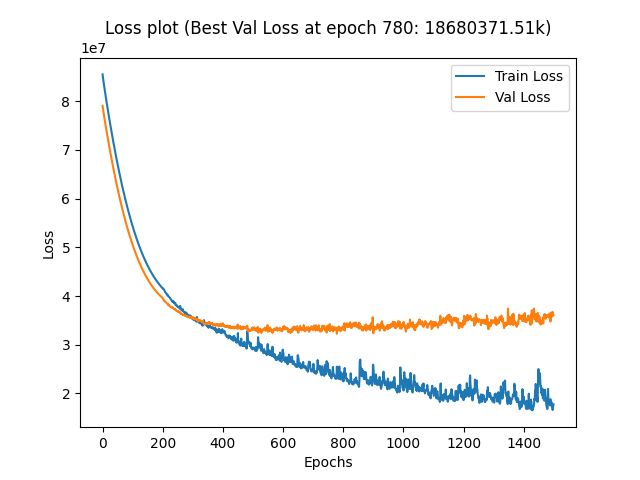 Loss plot (Best Val Loss at epoch 780: 18680371.51k)
1e7
Train Loss
Val Loss
8
7
6
5
4
3
2
Loss
0 200 400 600 800 1000 1200 1400
Epochs